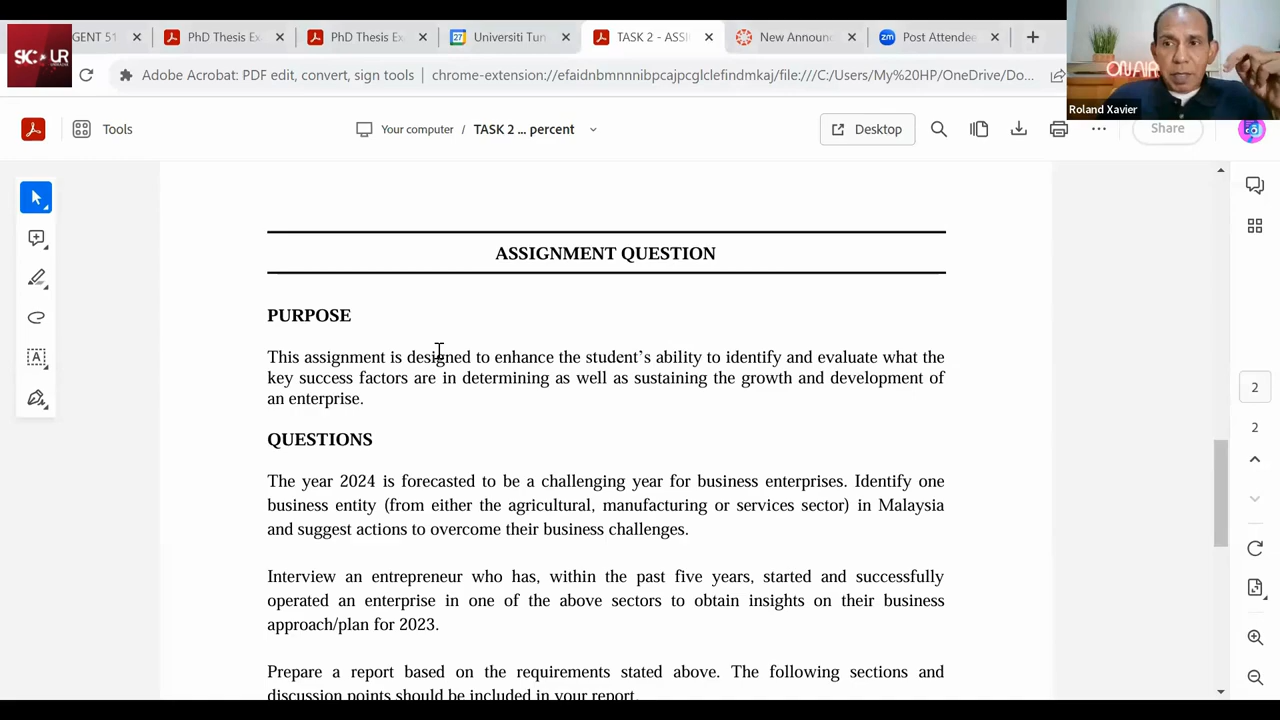 GENT 51
PhD Thesis Ex
PhD Thesis Ex
27
Universiti Tun
TASK 2 - ASSI
New Announc
zm
Post Attendee
Adobe Acrobat: PDF edit, convert, sign tools
chrome-extension://efaidnbmnnnibpcajpcglclefindmkaj/file:///C:/Users/My%20HP/OneDrive/Do...
ON AIR
Roland Xavier
Tools
Your computer / TASK 2 ... percent
Desktop
Share
ASSIGNMENT QUESTION
PURPOSE
This assignment is designed to enhance the student's ability to identify and evaluate what the
key success factors are in determining as well as sustaining the growth and development of
an enterprise.
QUESTIONS
The year 2024 is forecasted to be a challenging year for business enterprises. Identify one
business entity (from either the agricultural, manufacturing or services sector) in Malaysia
and suggest actions to overcome their business challenges.
Interview an entrepreneur who has, within the past five years, started and successfully
operated an enterprise in one of the above sectors to obtain insights on their business
approach/plan for 2023.
Prepare a report based on the requirements stated above. The following sections and
discussion points should be included in your report.
2
2